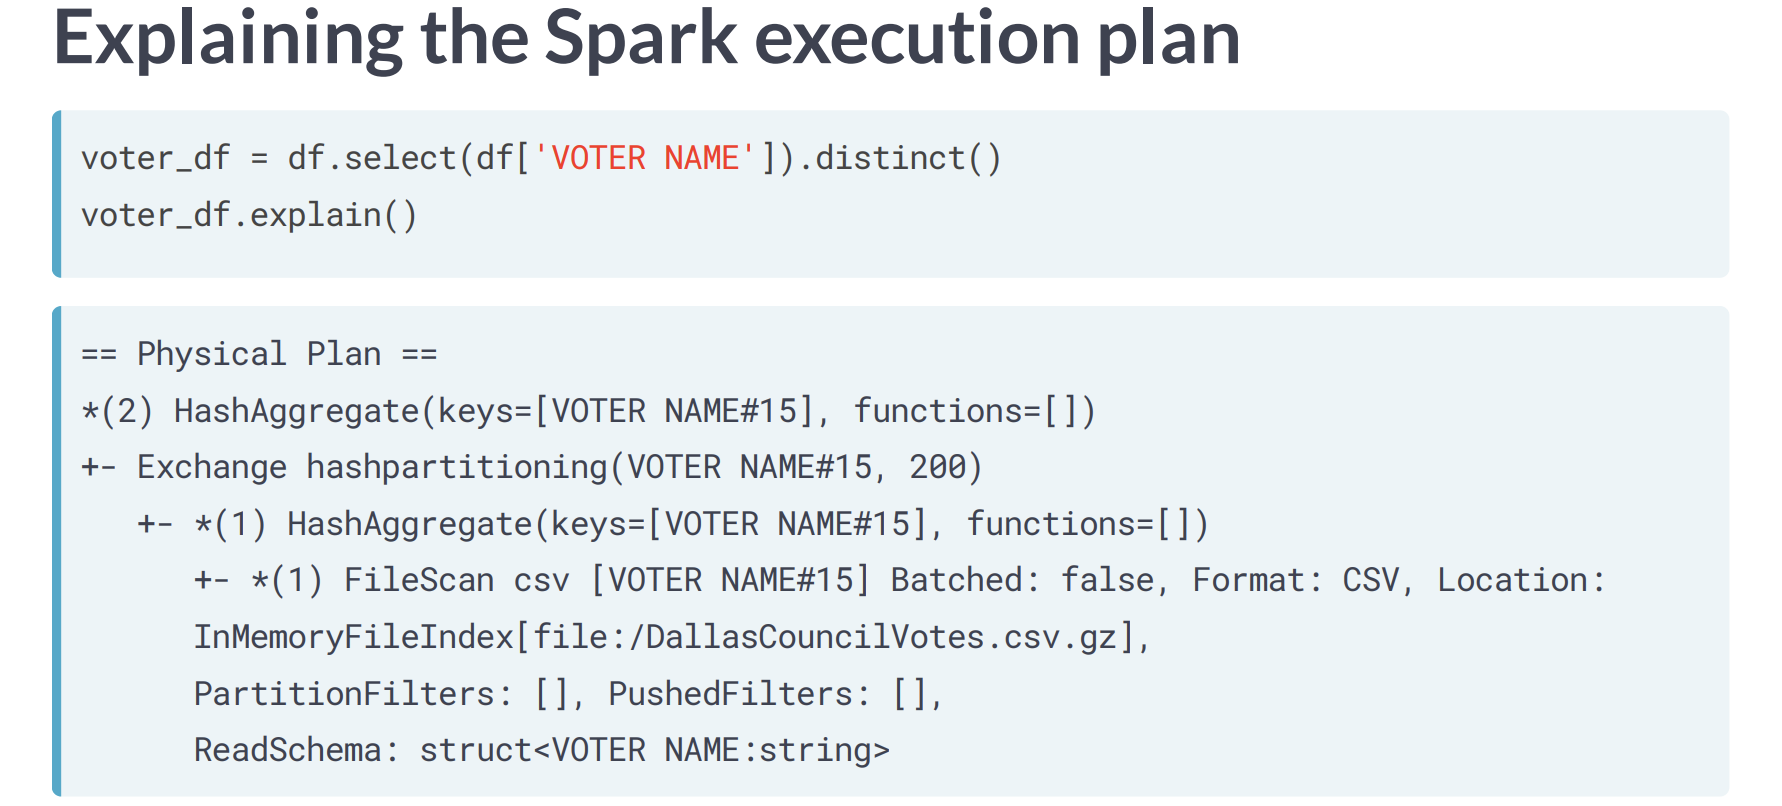 Explaining the Spark execution plan
voter_df = df.select(df['VOTER NAME']).distinct()
voter_df.explain()
== Physical Plan ==
*(2) HashAggregate(keys=[VOTER NAME#15], functions=[])
+- Exchange hashpartitioning(VOTER NAME#15, 200)
   +- *(1) HashAggregate(keys=[VOTER NAME#15], functions=[])
      +- *(1) FileScan csv [VOTER NAME#15] Batched: false, Format: CSV, Location:
      InMemoryFileIndex[file:/DallasCouncilVotes.csv.gz],
      PartitionFilters: [], PushedFilters: [],
      ReadSchema: struct<VOTER NAME:string>